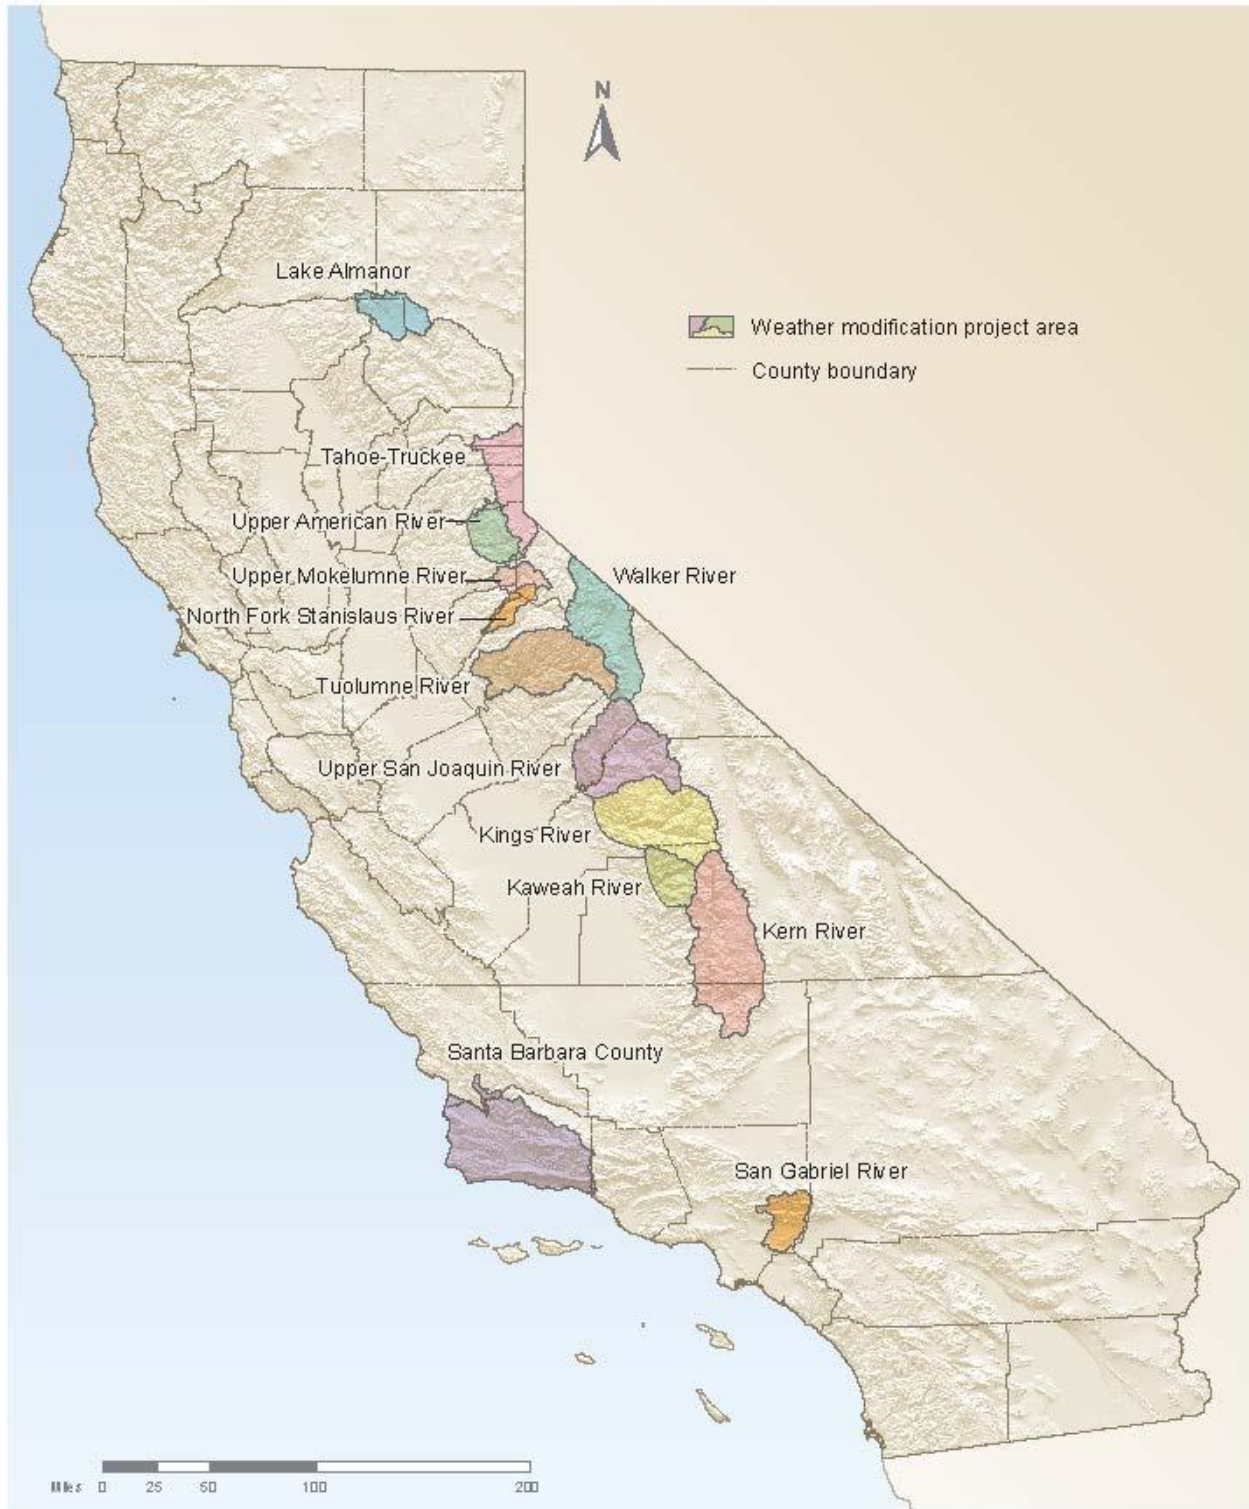 N
Lake Almanor
Weather modification project area
County boundary
Tahoe-Truckee
Upper American River
Upper Mokelumne River
Walker River
North Fork Stanislaus River
Tuolumne River
Upper San Joaquin River
Kings River
Kaweah River
Kern River
Santa Barbara County
San Gabriel River
Miles 0 25 50 100 200